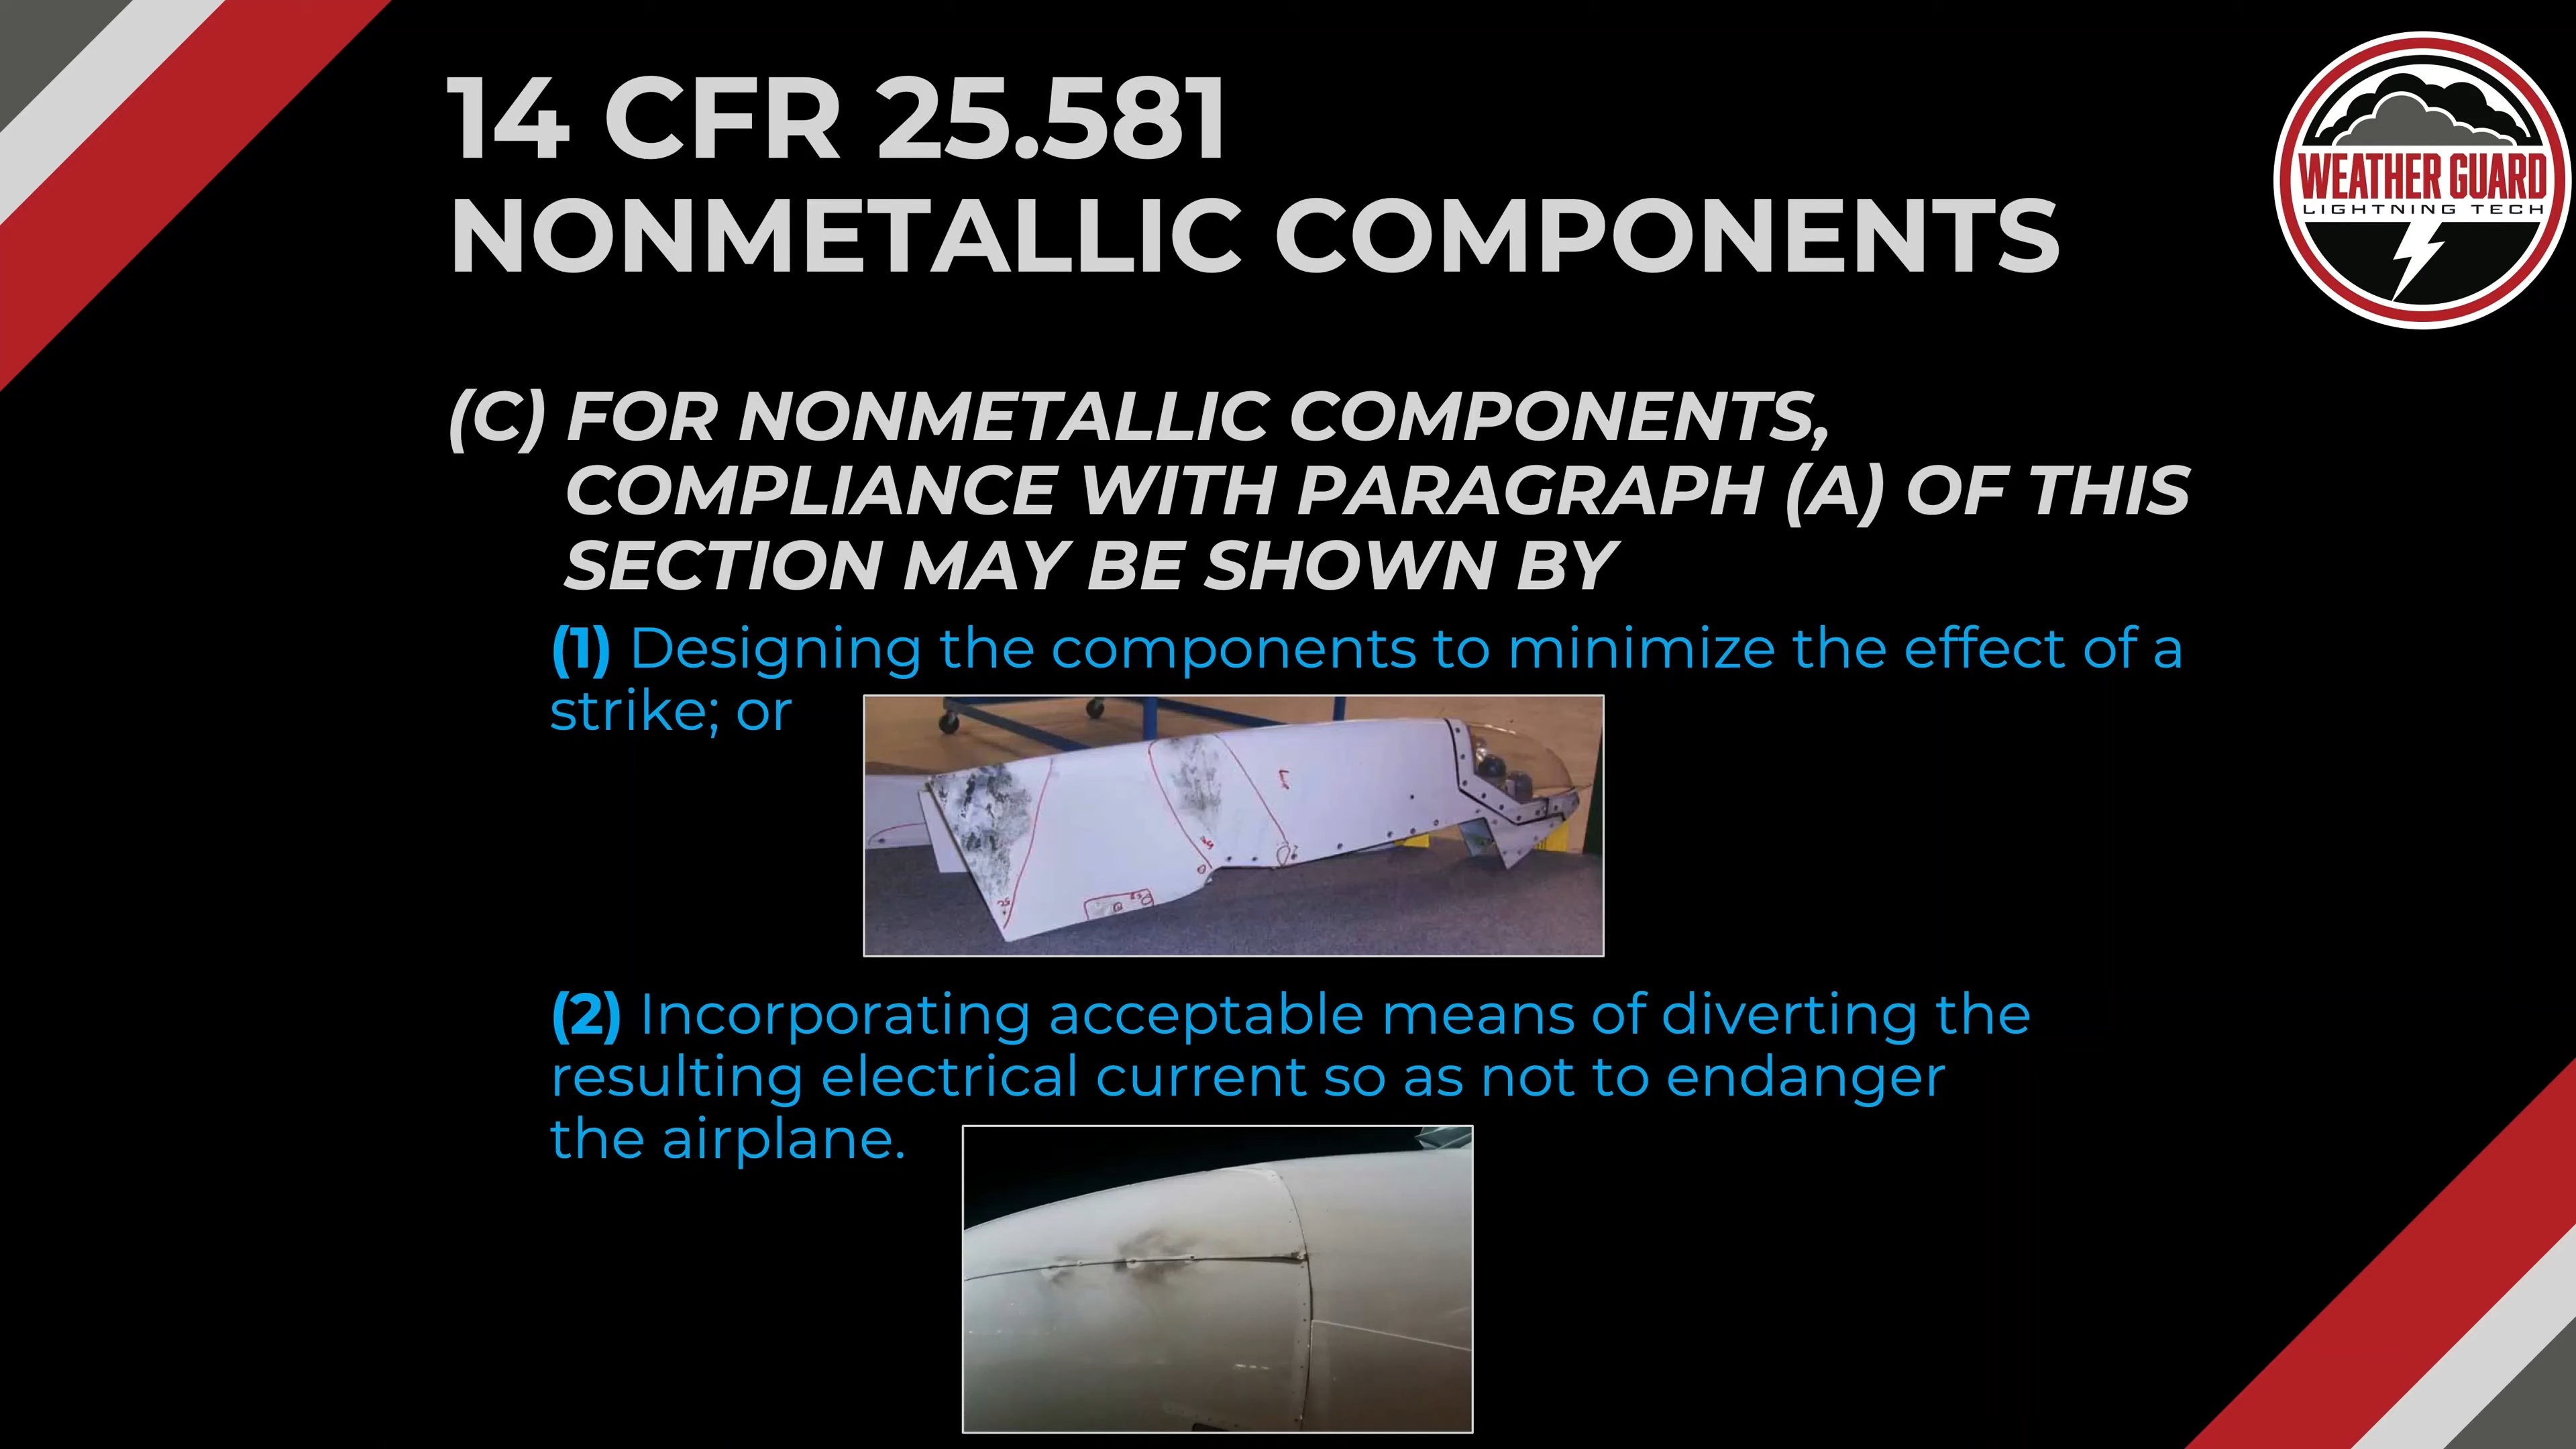 14 CFR 25.581
NONMETALLIC COMPONENTS
WEATHER GUARD
LIGHTNING TECH
(C) FOR NONMETALLIC COMPONENTS,
COMPLIANCE WITH PARAGRAPH (A) OF THIS
SECTION MAY BE SHOWN BY
(1) Designing the components to minimize the effect of a
strike; or
(2) Incorporating acceptable means of diverting the
resulting electrical current so as not to endanger
the airplane.